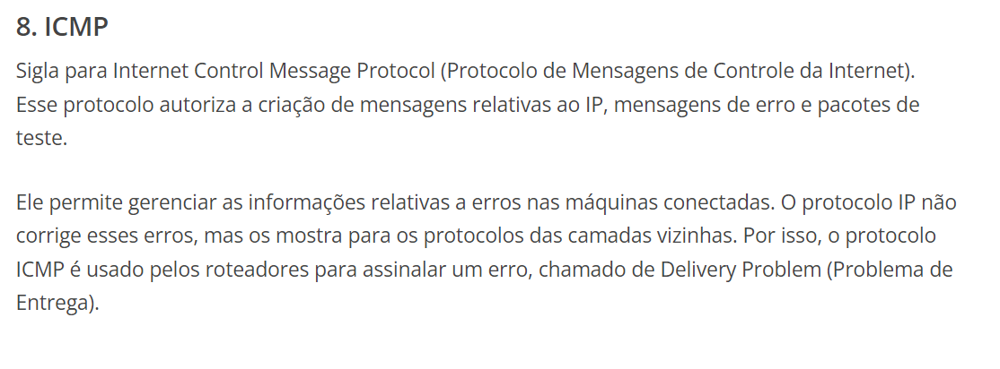 8. ICMP
Sigla para Internet Control Message Protocol (Protocolo de Mensagens de Controle da Internet).
Esse protocolo autoriza a criação de mensagens relativas ao IP, mensagens de erro e pacotes de
teste.
Ele permite gerenciar as informações relativas a erros nas máquinas conectadas. O protocolo IP não
corrige esses erros, mas os mostra para os protocolos das camadas vizinhas. Por isso, o protocolo
ICMP é usado pelos roteadores para assinalar um erro, chamado de Delivery Problem (Problema de
Entrega).